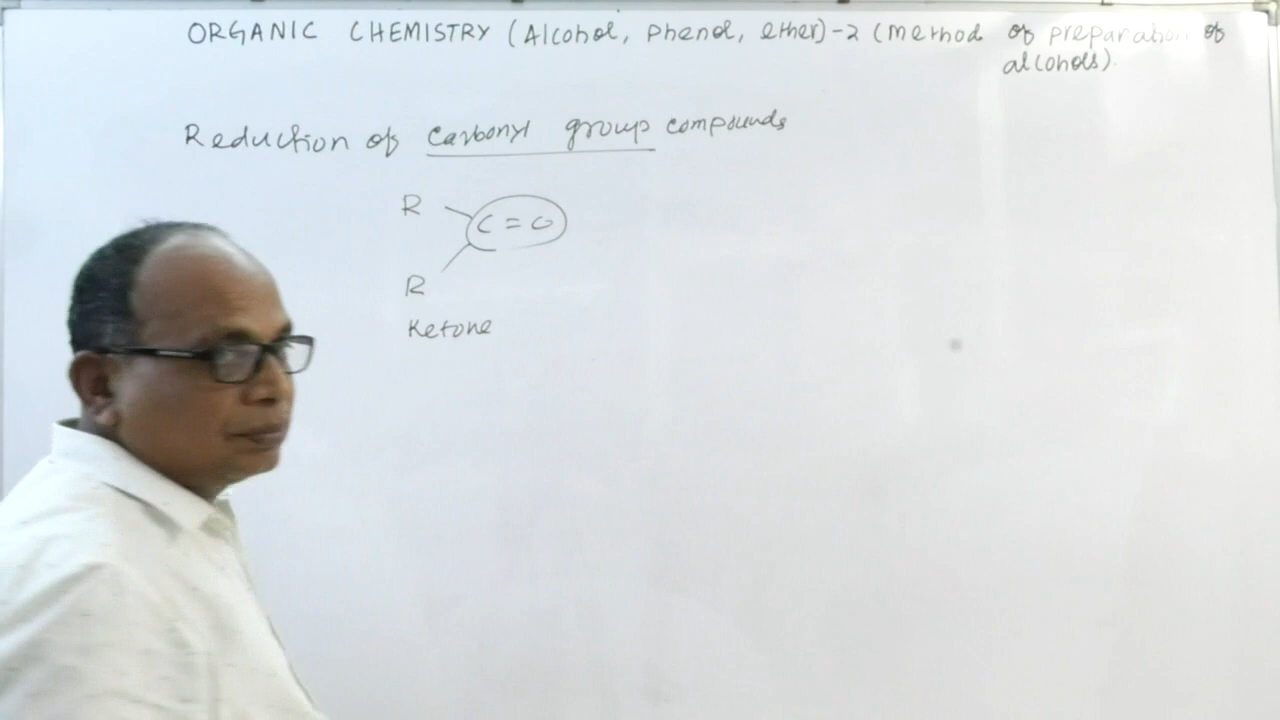 ORGANIC CHEMISTRY (Alcohol, Phenol, ether)-2 (method of preparation of
alcohols).
Reduction of carbonyl group compounds
R
C = O
R
Ketone